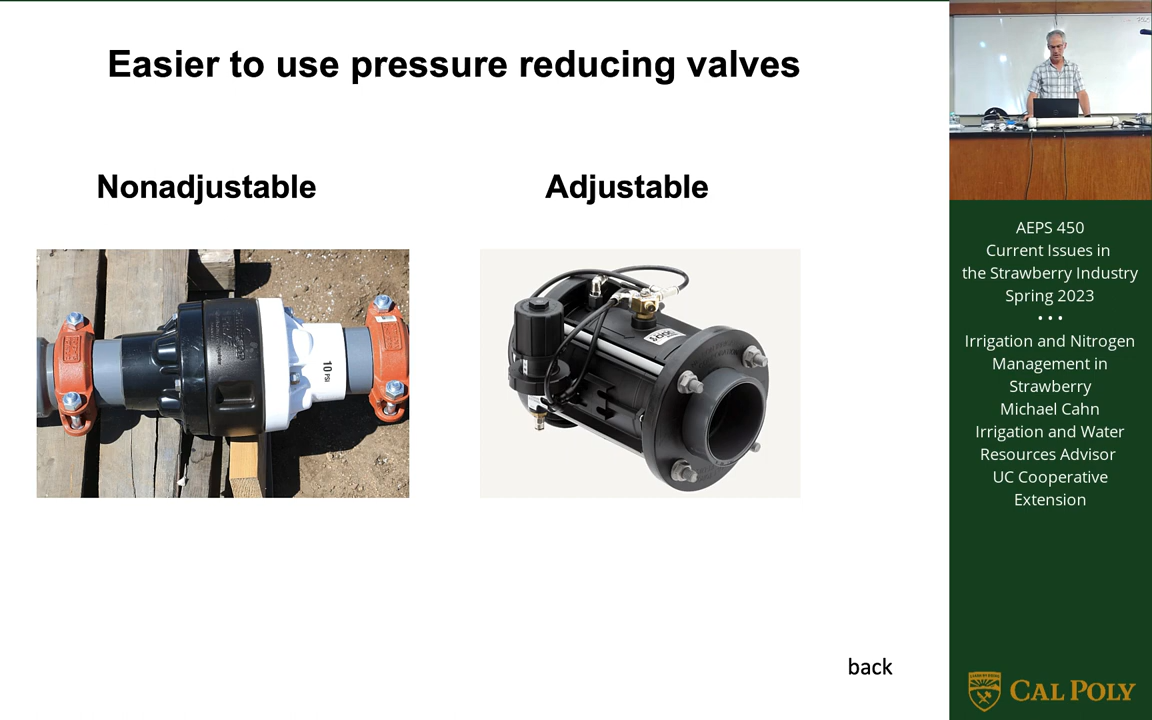 Easier to use pressure reducing valves
Nonadjustable
Adjustable
10 PSI
back
AEPS 450
Current Issues in
the Strawberry Industry
Spring 2023
• • •
Irrigation and Nitrogen
Management in
Strawberry
Michael Cahn
Irrigation and Water
Resources Advisor
UC Cooperative
Extension
CAL POLY